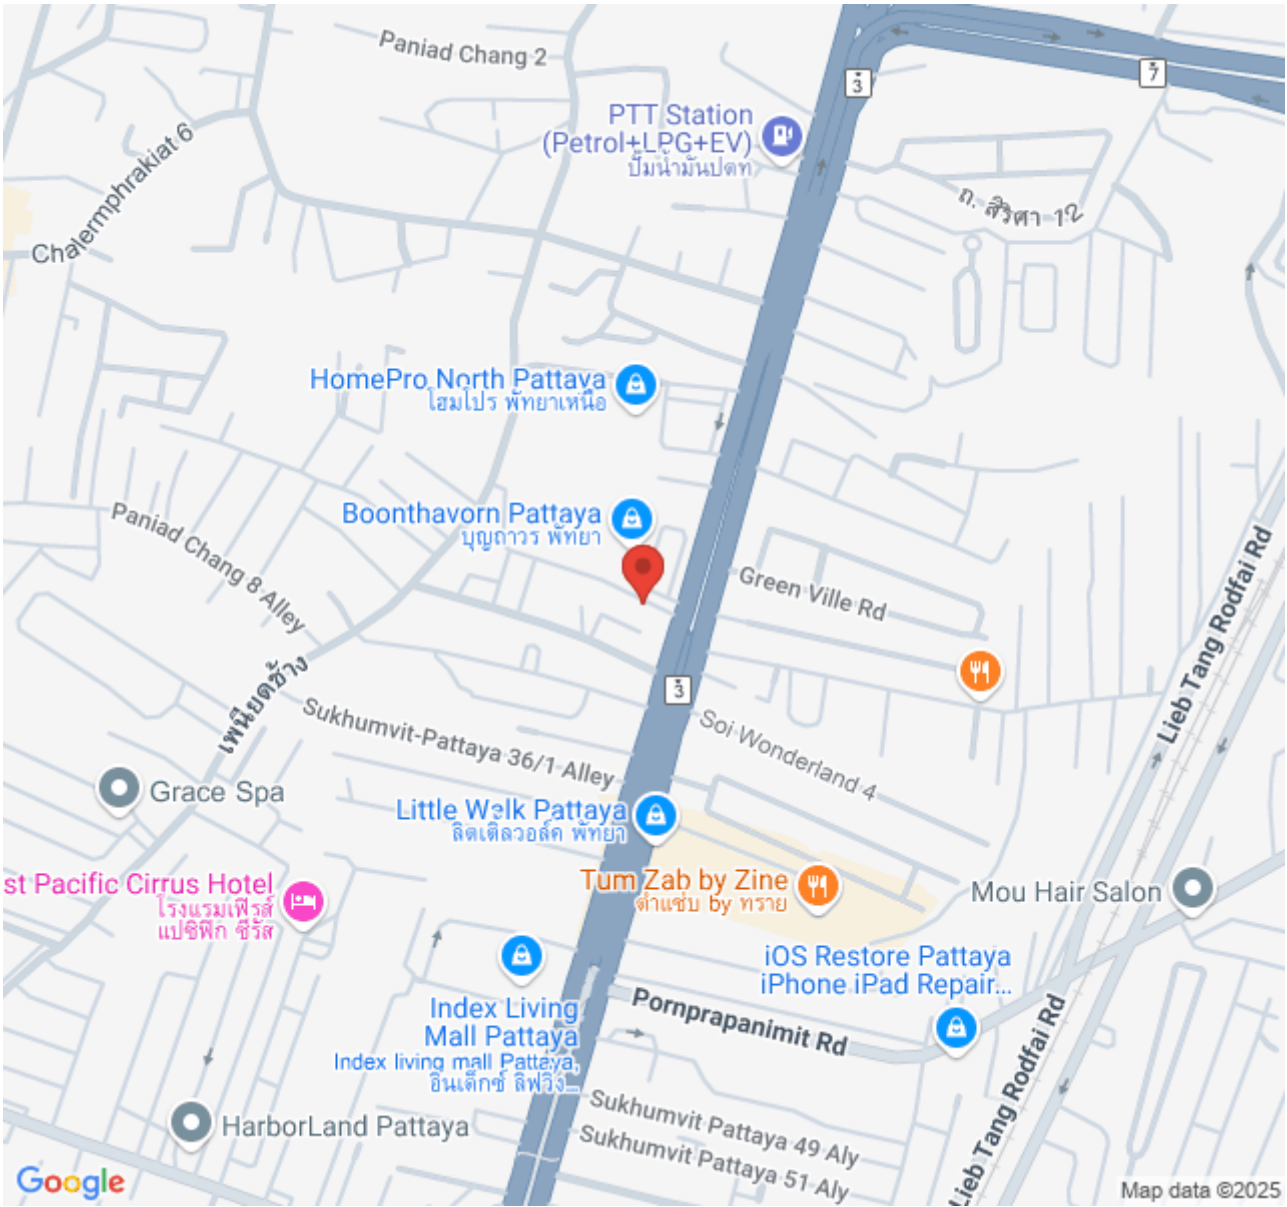 Paniad Chang 2
3
7
PTT Station
(Petrol+LPG+EV)
ปั๊มน้ำมันปตท
Chalermphrakiat 6
ถ. สิริศา 12
HomePro North Pattaya
โฮมโปร พัทยาเหนือ
Boonthavorn Pattaya
บุญถาวร พัทยา
Paniad Chang 8 Alley
Green Ville Rd
Lieb Tang Rodfai Rd
เพนียดช้าง
3
Sukhumvit-Pattaya 36/1 Alley
Soi Wonderland 4
Grace Spa
Little Walk Pattaya
ลิตเติลวอล์ค พัทยา
st Pacific Cirrus Hotel
โรงแรมเฟิร์ส
แปซิฟิก ซีรัส
Tum Zab by Zine
ตำแซ่บ by ทราย
Mou Hair Salon
iOS Restore Pattaya
iPhone iPad Repair...
Index Living
Mall Pattaya
Index living mall Pattaya,
อินเด็กซ์ ลิฟวิ่ง...
Pornprapanimit Rd
Lieb Tang Rodfai Rd
HarborLand Pattaya
Sukhumvit Pattaya 49 Aly
Sukhumvit Pattaya 51 Aly
Google
Map data ©2025